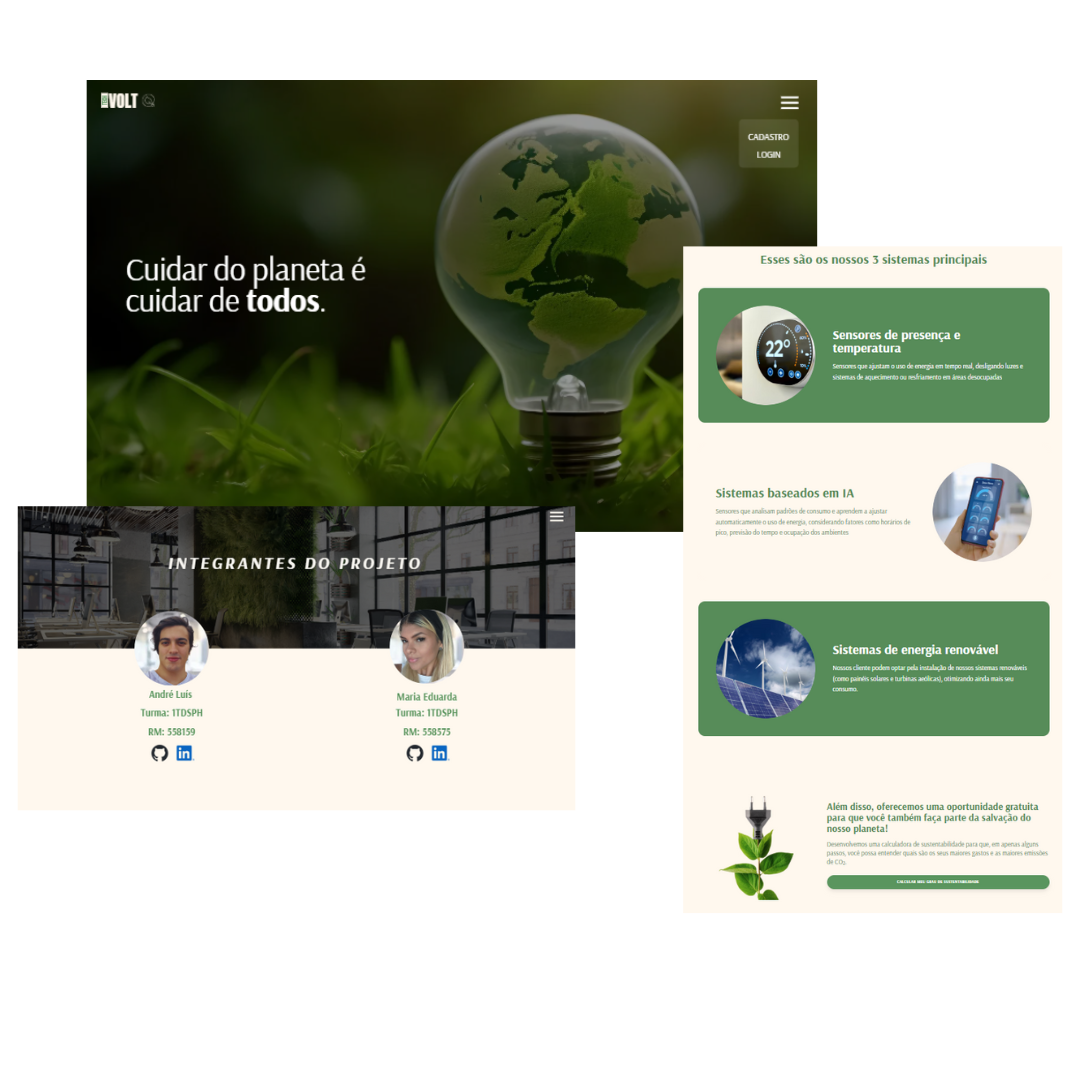 VOLT
CADASTRO
LOGIN
Cuidar do planeta é
cuidar de todos.
Esses são os nossos 3 sistemas principais
22°
Sensores de presença e
temperatura
Sensores que ajustam o uso de energia em tempo real, desligando luzes e
sistemas de aquecimento ou resfriamento em áreas desocupadas
Sistemas baseados em IA
Sensores que analisam padrões de consumo e aprendem a ajustar
automaticamente o uso de energia, considerando fatores como horários de
pico, previsão do tempo e ocupação dos ambientes
Sistemas de energia renovável
Nossos cliente podem optar pela instalação de nossos sistemas renováveis
(como painéis solares e turbinas aeólicas), otimizando ainda mais seu
consumo.
Além disso, oferecemos uma oportunidade gratuita
para que você também faça parte da salvação do
nosso planeta!
Desenvolvemos uma calculadora de sustentabilidade para que, em apenas alguns
passos, você possa entender quais são os seus maiores gastos e as maiores emissões
de CO₂
CALCULAR MEU GRAU DE SUSTENTABILIDADE
INTEGRANTES DO PROJETO
André Luís
Turma: 1TDSPH
RM: 558159
in
Maria Eduarda
Turma: 1TDSPH
RM: 558575
in